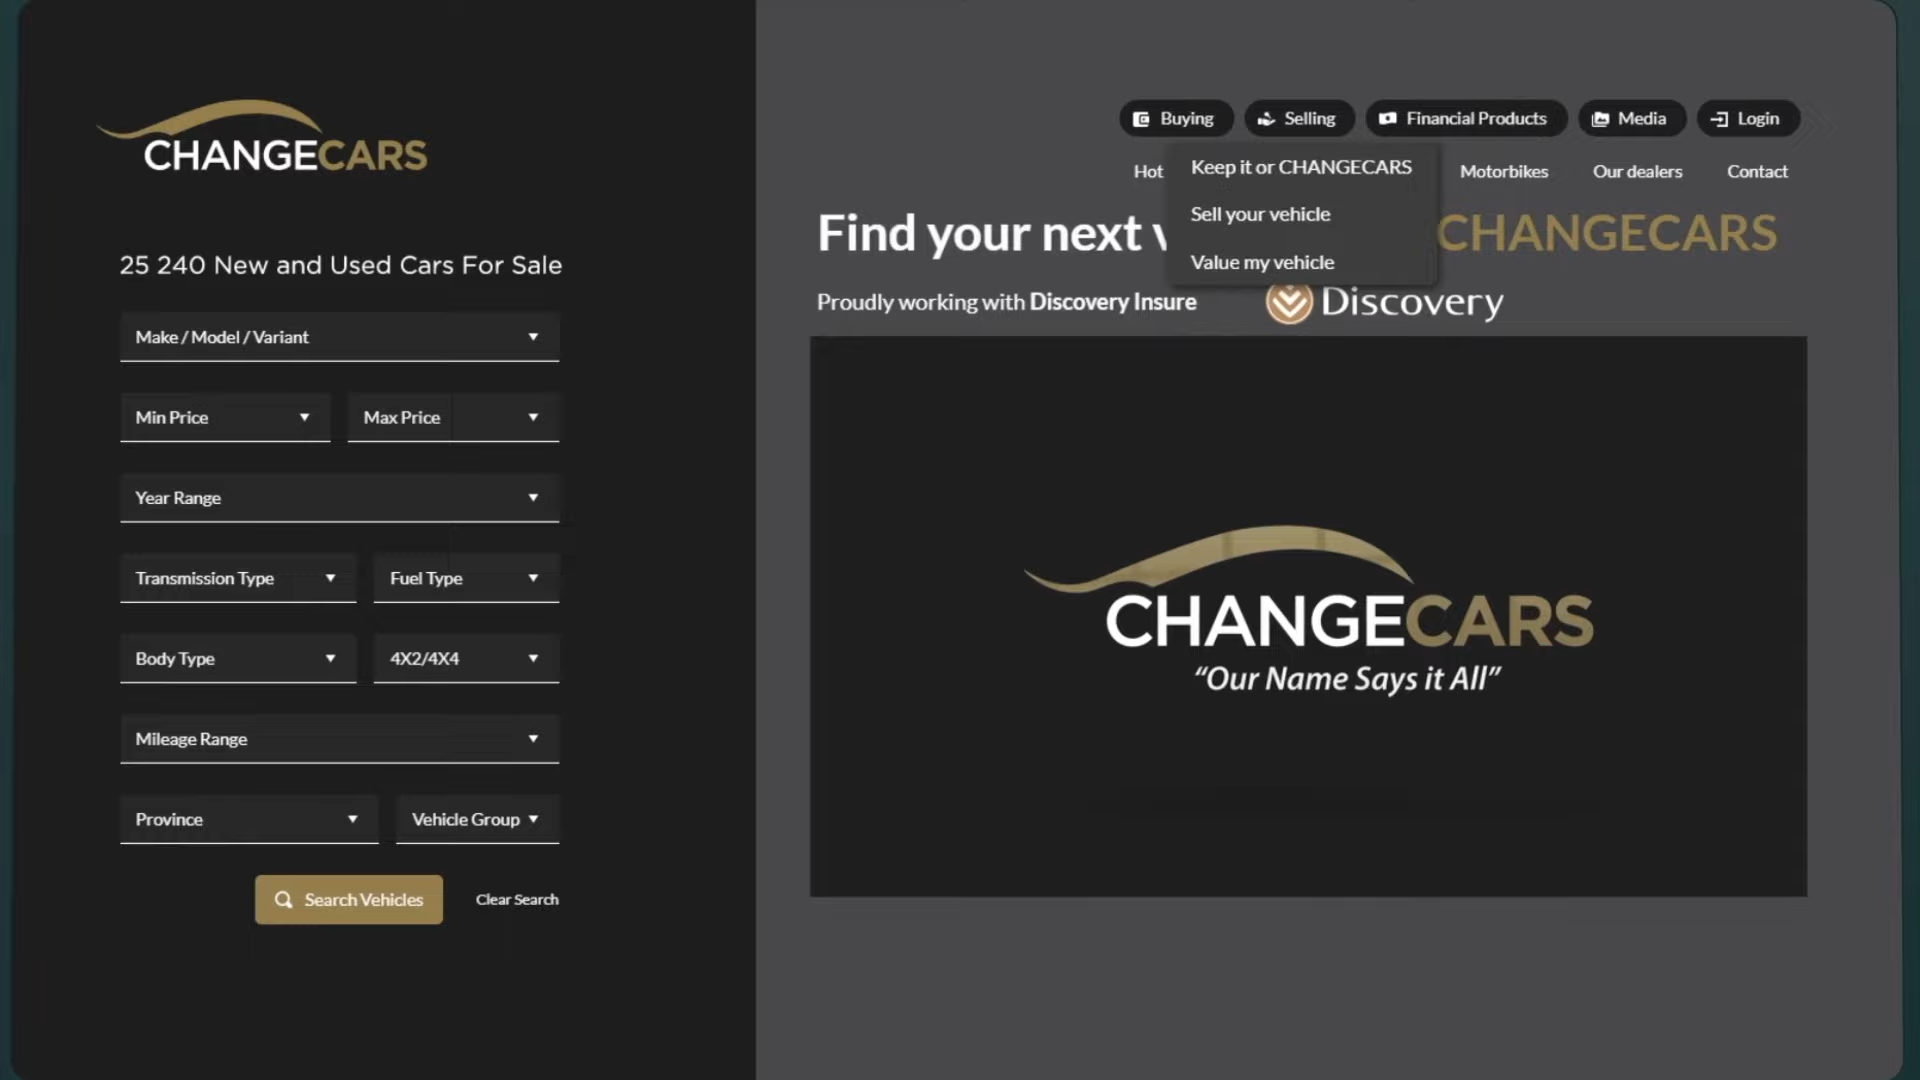 CHANGECARS
25 240 New and Used Cars For Sale
Make / Model / Variant
Min Price
Max Price
Year Range
Transmission Type
Fuel Type
Body Type
4X2/4X4
Mileage Range
Province
Vehicle Group
Search Vehicles
Clear Search
Buying
Selling
Financial Products
Media
Login
Hot
Motorbikes
Our dealers
Contact
Keep it or CHANGECARS
Sell your vehicle
Value my vehicle
Find your next
CHANGECARS
Proudly working with Discovery Insure
Discovery
CHANGECARS
“Our Name Says it All”